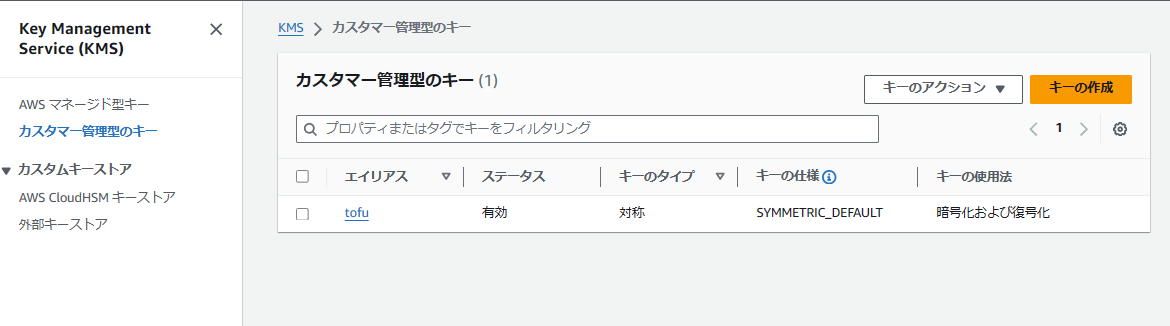 Key Management
Service (KMS)
AWS マネージド型キー
カスタマー管理型のキー
カスタムキーストア
AWS CloudHSM キーストア
外部キーストア
KMS カスタマー管理型のキー
カスタマー管理型のキー (1)
キーのアクション キーの作成
プロパティまたはタグでキーをフィルタリング 1
エイリアス ステータス キーのタイプ キーの仕様 キーの使用法
tofu 有効 対称 SYMMETRIC_DEFAULT 暗号化および復号化